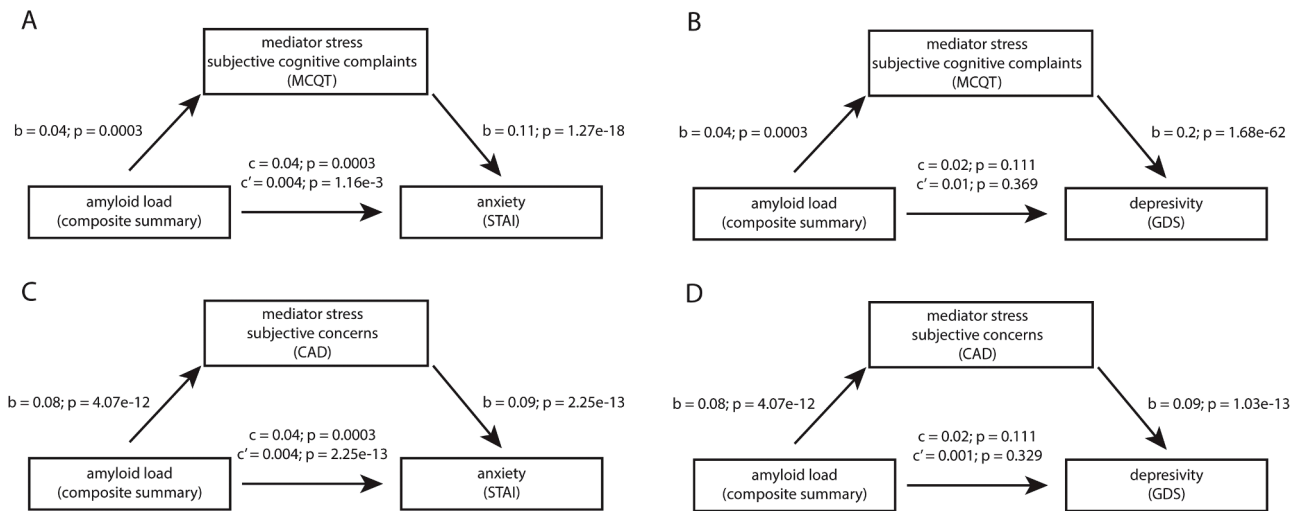 A
mediator stress
subjective cognitive complaints
(MCQT)
b = 0.04; p = 0.0003
b = 0.11; p = 1.27e-18
c = 0.04; p = 0.0003
c’= 0.004; p = 1.16e-3
amyloid load
(composite summary)
anxiety
(STAI)
B
mediator stress
subjective cognitive complaints
(MCQT)
b = 0.04; p = 0.0003
b = 0.2; p = 1.68e-62
c = 0.02; p = 0.111
c’= 0.01; p = 0.369
amyloid load
(composite summary)
depresivity
(GDS)
C
mediator stress
subjective concerns
(CAD)
b = 0.08; p = 4.07e-12
b = 0.09; p = 2.25e-13
c = 0.04; p = 0.0003
c’= 0.004; p = 2.25e-13
amyloid load
(composite summary)
anxiety
(STAI)
D
mediator stress
subjective concerns
(CAD)
b = 0.08; p = 4.07e-12
b = 0.09; p = 1.03e-13
c = 0.02; p = 0.111
c’= 0.001; p = 0.329
amyloid load
(composite summary)
depresivity
(GDS)